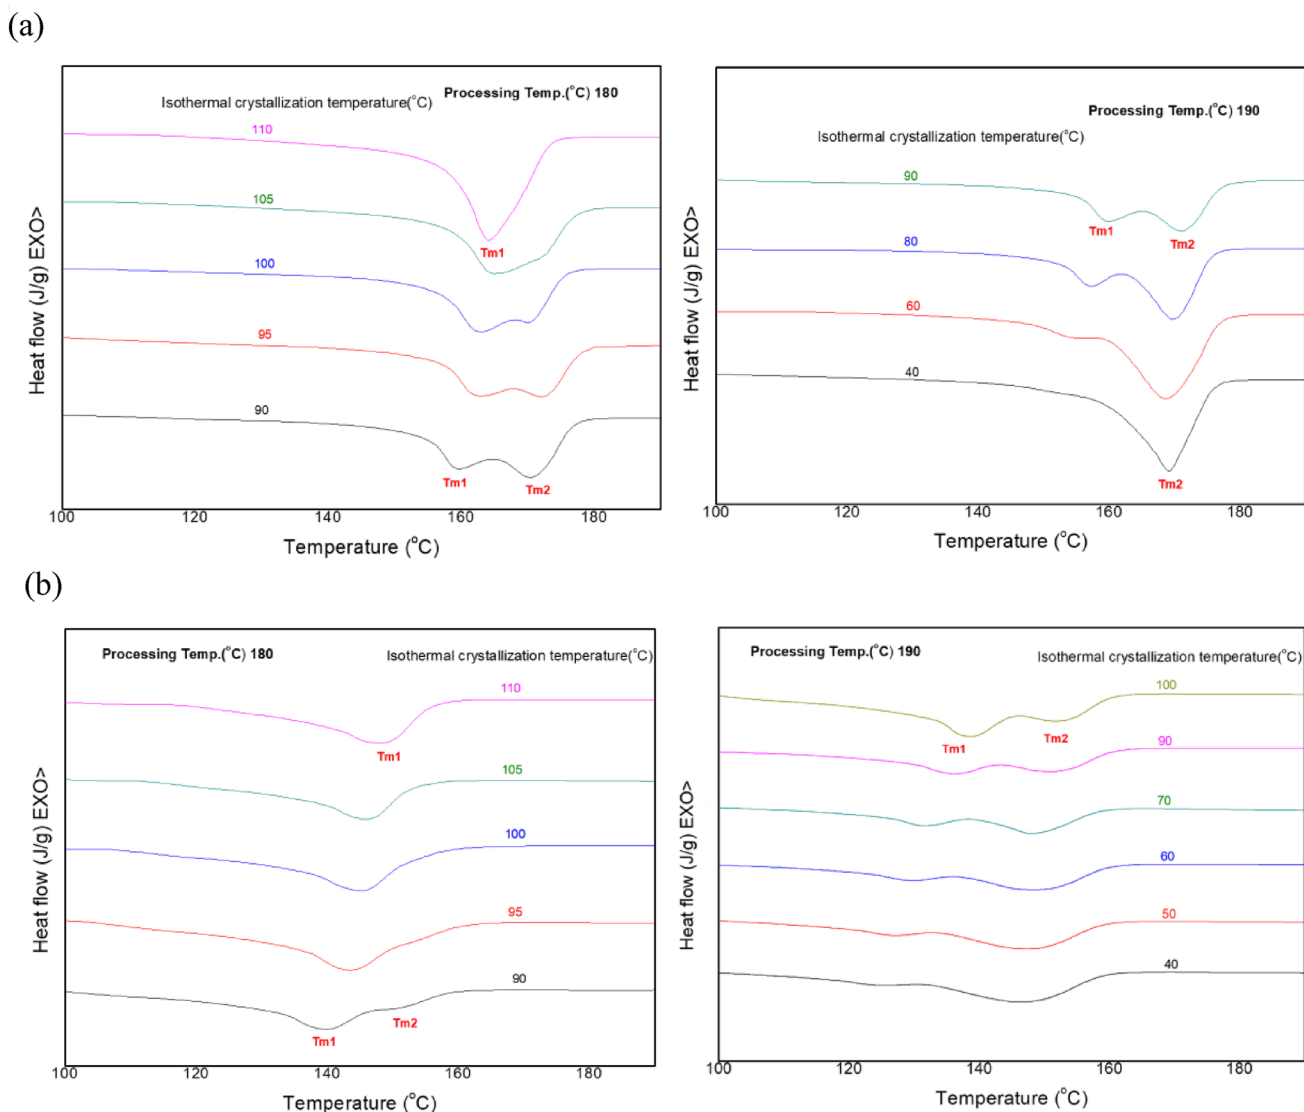 (a)
Isothermal crystallization temperature(°C)
Processing Temp.(°C) 180
110
105
Tm1
100
95
90
Tm1
Tm2
100
120
140
160
180
Temperature (°C)
Heat flow (J/g) EXO>
Processing Temp.(°C) 190
Isothermal crystallization temperature(°C)
90
Tm1
Tm2
80
60
40
Tm2
100
120
140
160
180
Temperature (°C)
Heat flow (J/g) EXO>
(b)
Processing Temp.(°C) 180
Isothermal crystallization temperature(°C)
110
Tm1
105
100
95
90
Tm1
Tm2
100
120
140
160
180
Temperature (°C)
Heat flow (J/g) EXO>
Processing Temp.(°C) 190
Isothermal crystallization temperature(°C)
100
Tm1
Tm2
90
70
60
50
40
100
120
140
160
180
Temperature (°C)
Heat flow (J/g) EXO>